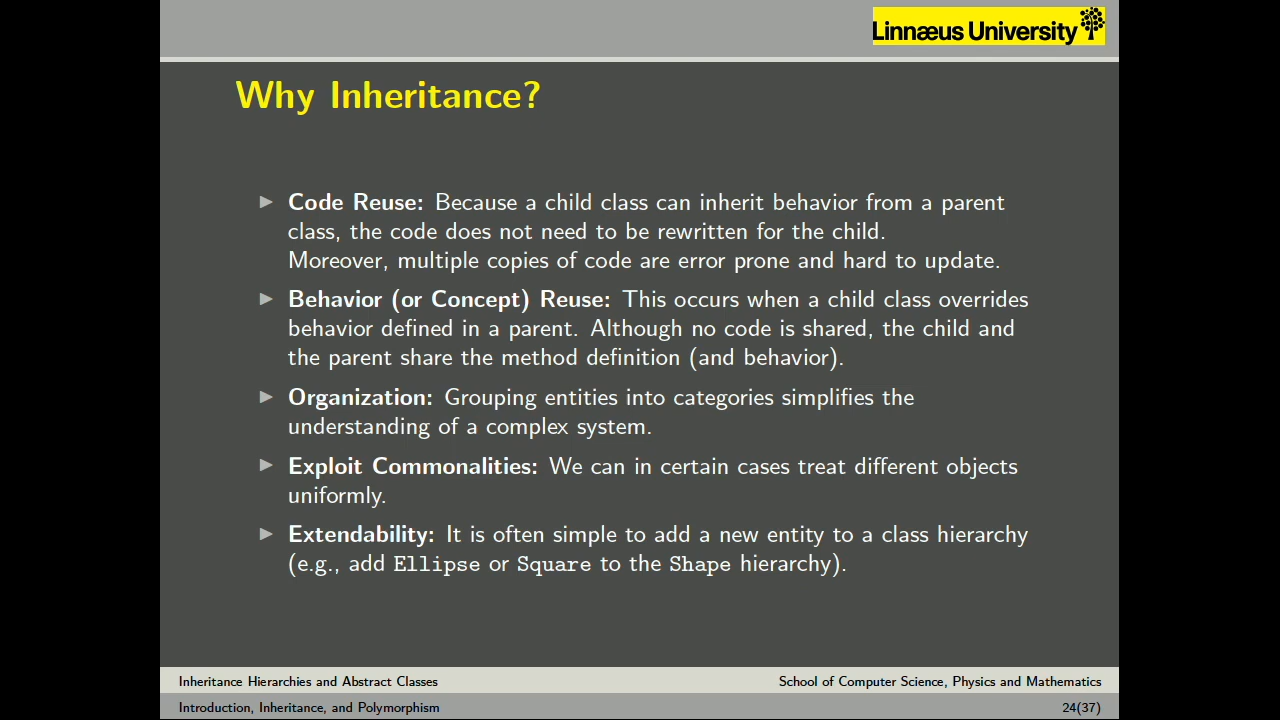 Linnæus University
Why Inheritance?
Code Reuse: Because a child class can inherit behavior from a parent
class, the code does not need to be rewritten for the child.
Moreover, multiple copies of code are error prone and hard to update.
Behavior (or Concept) Reuse: This occurs when a child class overrides
behavior defined in a parent. Although no code is shared, the child and
the parent share the method definition (and behavior).
Organization: Grouping entities into categories simplifies the
understanding of a complex system.
Exploit Commonalities: We can in certain cases treat different objects
uniformly.
Extendability: It is often simple to add a new entity to a class hierarchy
(e.g., add Ellipse or Square to the Shape hierarchy).
Inheritance Hierarchies and Abstract Classes
School of Computer Science, Physics and Mathematics
Introduction, Inheritance, and Polymorphism
24(37)